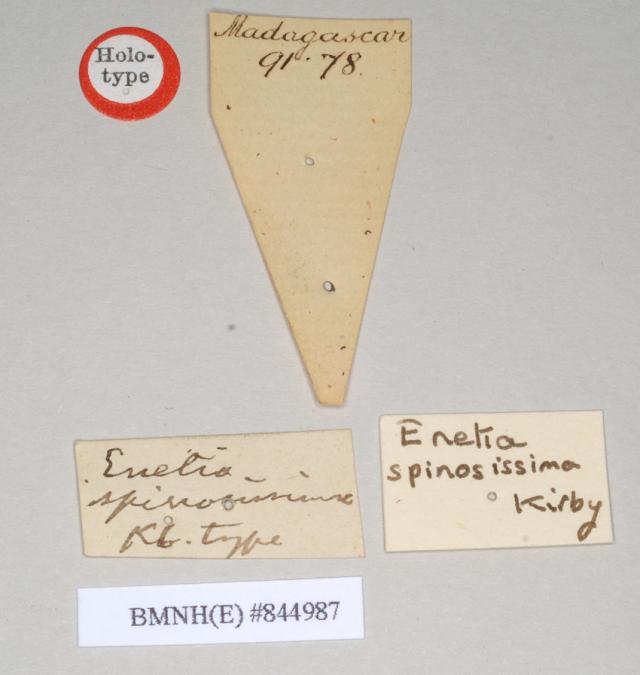 Holo-
type
Madagascar
91·78.
Enetia
spinosissima
Kb. type
Enetia
spinosissima
Kirby
BMNH(E) #844987